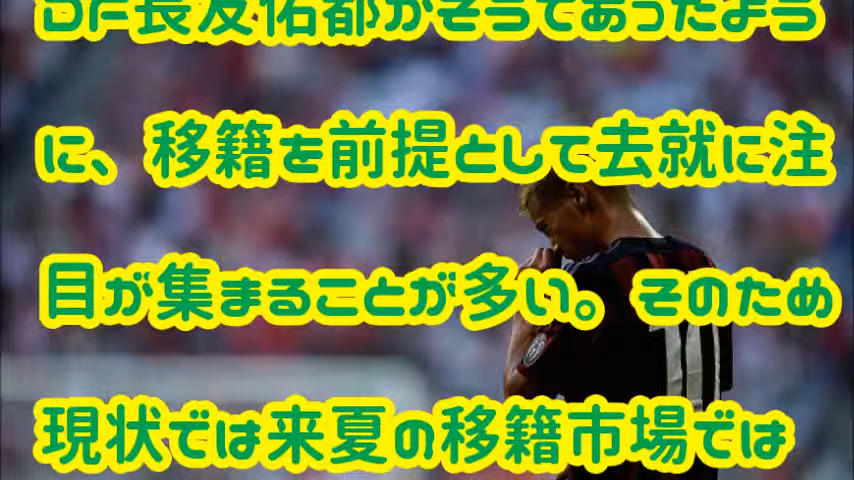 DF長友佑都がそうであったよう
に、移籍を前提として去就に注
目が集まることが多い。そのため
現状では来夏の移籍市場では
10